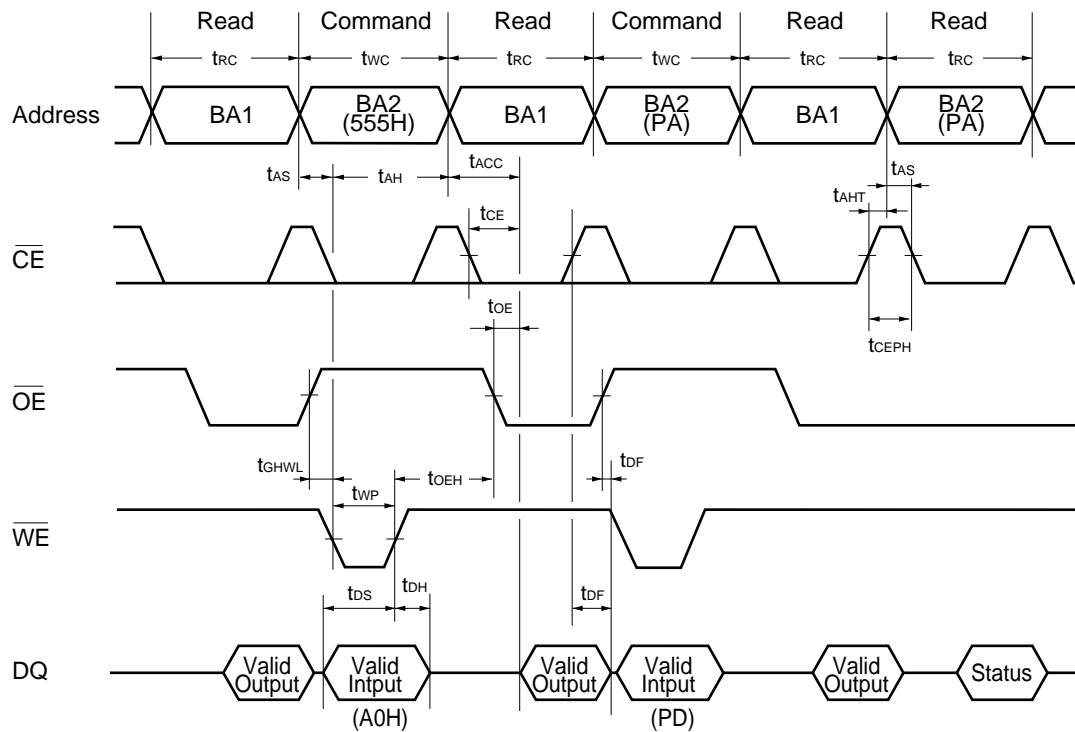 Read Command Read Command Read Read
tRC tWC tRC tWC tRC tRC
Address BA1 BA2 (555H) BA1 BA2 (PA) BA1 BA2 (PA)
tAS tAH tACC tAS
tAHT
tCE
CE
tOE
tCEPH
OE
tGHWL tWP tOEH tDF
WE
tDS tDH tDF
DQ Valid Output Valid Intput Valid Output Valid Intput Valid Output Status
(A0H) (PD)